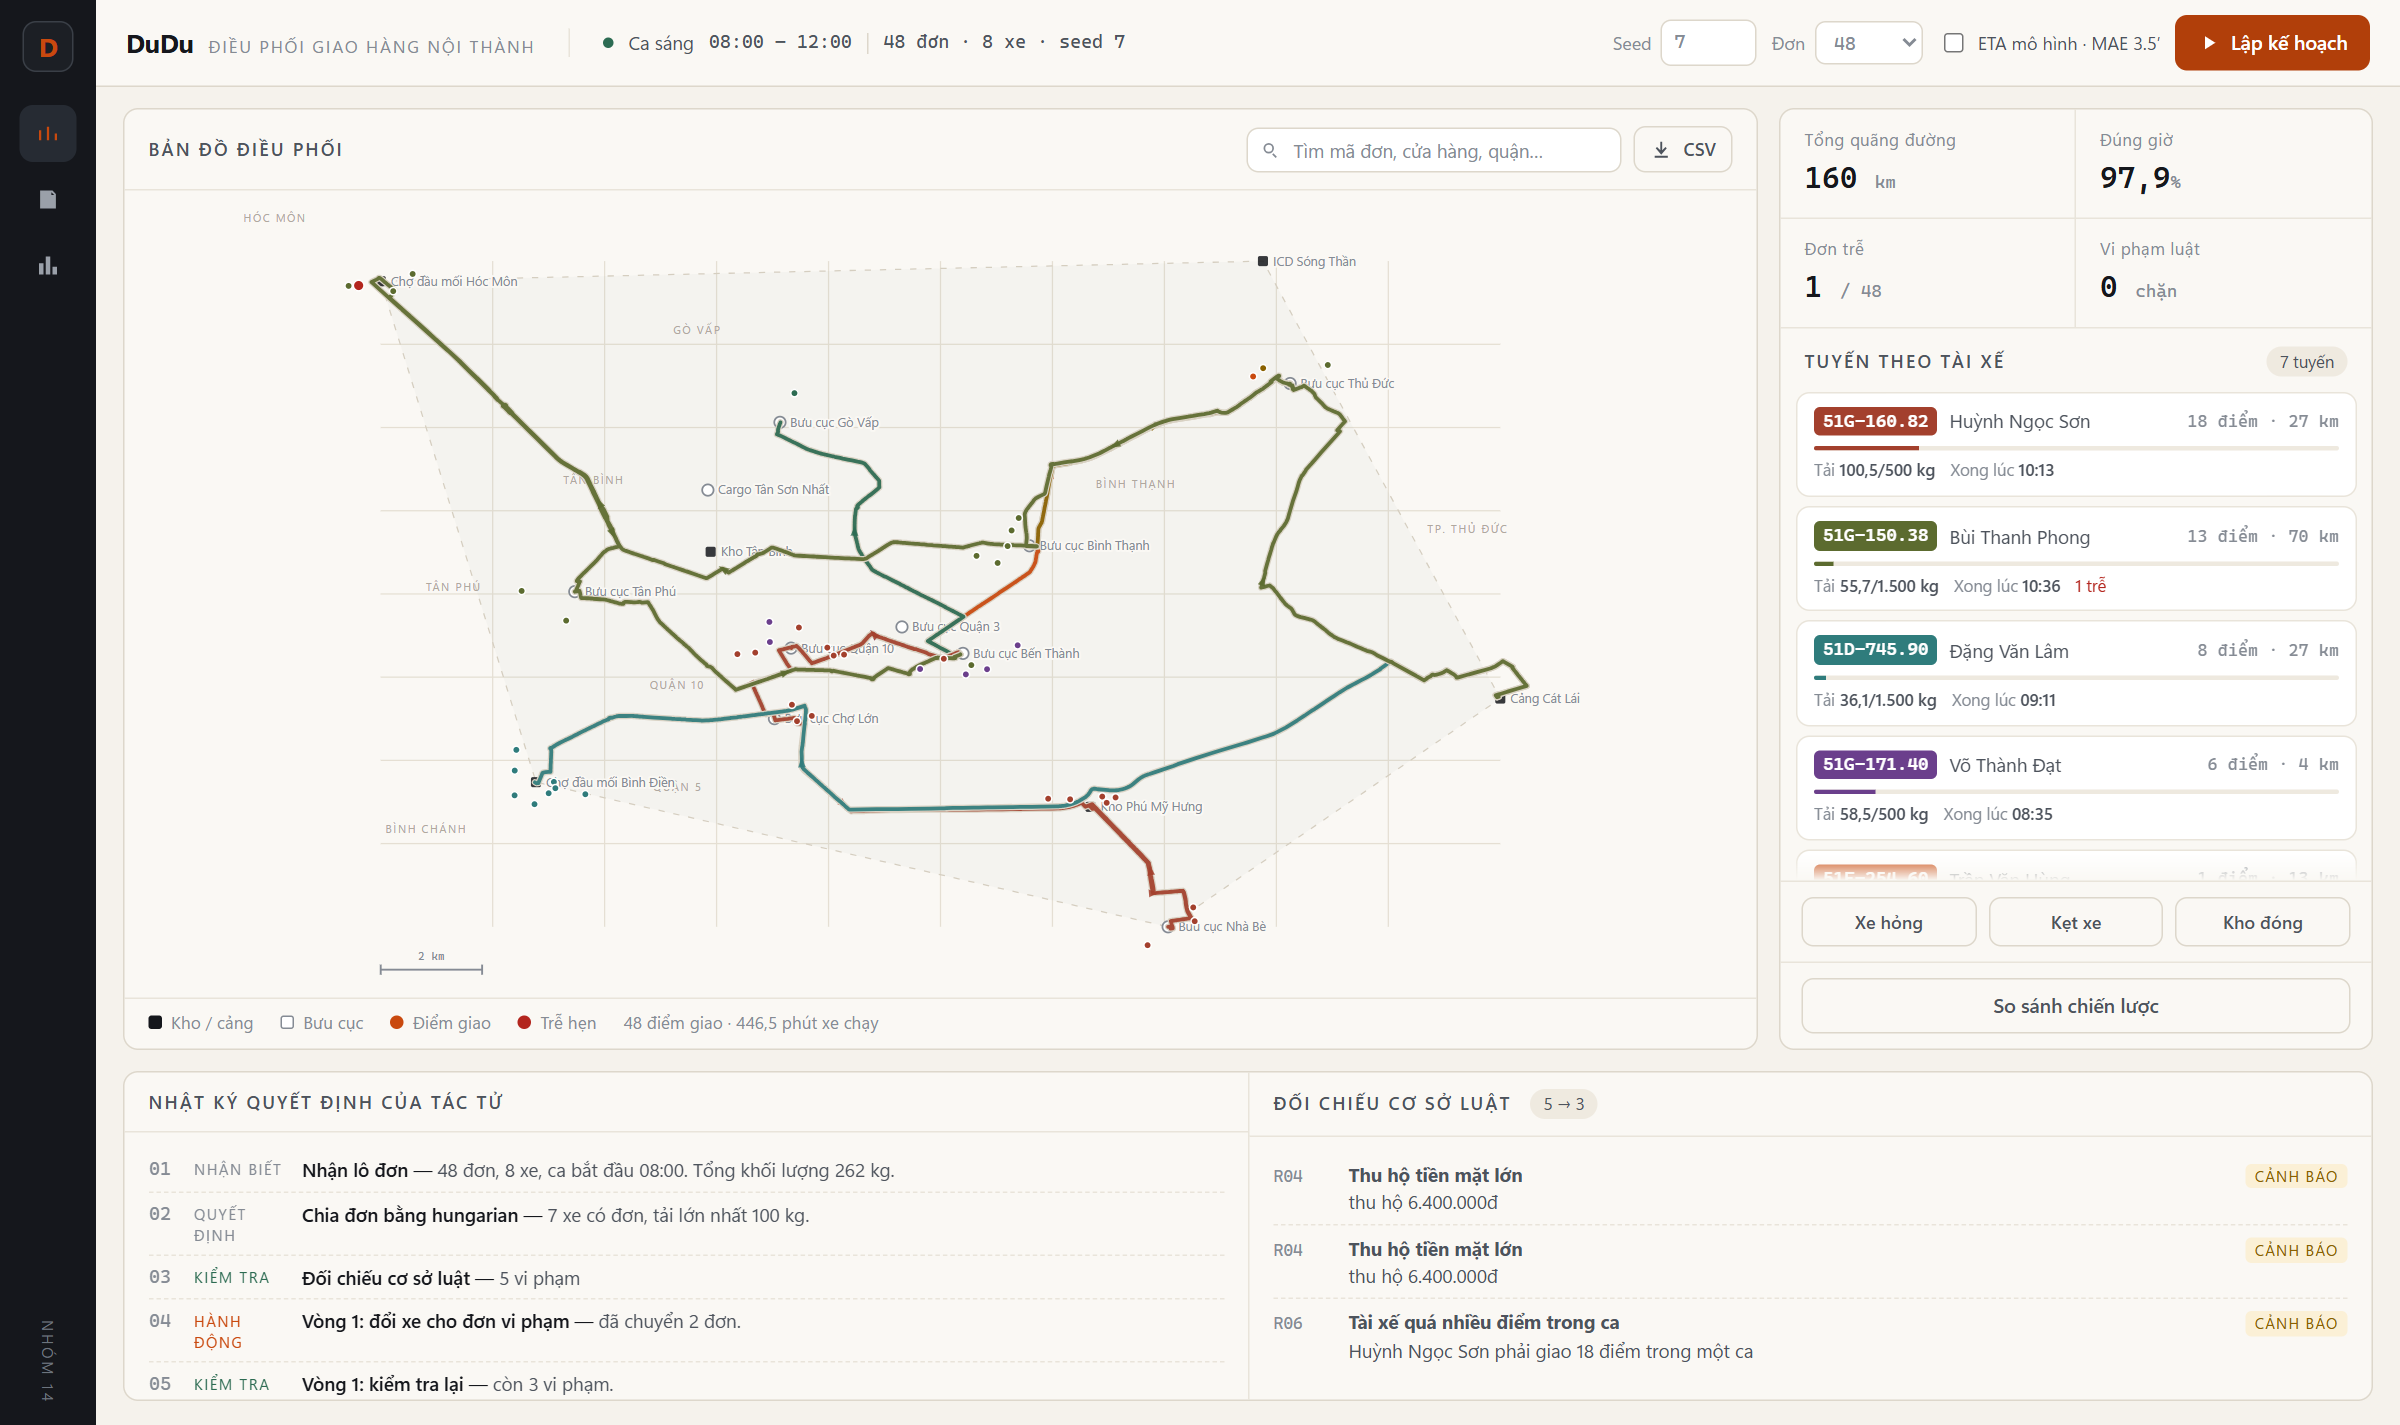 D
DuDu ĐIỀU PHỐI GIAO HÀNG NỘI THÀNH
Ca sáng 08:00 – 12:00 48 đơn · 8 xe · seed 7
Seed 7 Đơn 48 ETA mô hình · MAE 3.5′ Lập kế hoạch
BẢN ĐỒ ĐIỀU PHỐI
Tìm mã đơn, cửa hàng, quận...
CSV
HÓC MÔN
Chợ đầu mối Hóc Môn
ICD Sóng Thần
GÒ VẤP
Bưu cục Thủ Đức
Bưu cục Gò Vấp
TÂN BÌNH
Cargo Tân Sơn Nhất
BÌNH THẠNH
TP. THỦ ĐỨC
Kho Tân Bình
Bưu cục Bình Thạnh
TÂN PHÚ
Bưu cục Tân Phú
Bưu cục Quận 3
Bưu cục Quận 10
Bưu cục Bến Thành
QUẬN 10
Cảng Cát Lái
Bưu cục Chợ Lớn
Chợ đầu mối Bình Điền
QUẬN 5
Kho Phú Mỹ Hưng
BÌNH CHÁNH
Bưu cục Nhà Bè
2 km
Kho / cảng Bưu cục Điểm giao Trễ hẹn 48 điểm giao · 446,5 phút xe chạy
Tổng quãng đường
160 km
Đúng giờ
97,9%
Đơn trễ
1 / 48
Vi phạm luật
0 chặn
TUYẾN THEO TÀI XẾ 7 tuyến
51G–160.82 Huỳnh Ngọc Sơn 18 điểm · 27 km
Tải 100,5/500 kg Xong lúc 10:13
51G–150.38 Bùi Thanh Phong 13 điểm · 70 km
Tải 55,7/1.500 kg Xong lúc 10:36 1 trễ
51D–745.90 Đặng Văn Lâm 8 điểm · 27 km
Tải 36,1/1.500 kg Xong lúc 09:11
51G–171.40 Võ Thành Đạt 6 điểm · 4 km
Tải 58,5/500 kg Xong lúc 08:35
Xe hỏng Kẹt xe Kho đóng
So sánh chiến lược
NHẬT KÝ QUYẾT ĐỊNH CỦA TÁC TỬ
01 NHẬN BIẾT Nhận lô đơn — 48 đơn, 8 xe, ca bắt đầu 08:00. Tổng khối lượng 262 kg.
02 QUYẾT ĐỊNH Chia đơn bằng hungarian — 7 xe có đơn, tải lớn nhất 100 kg.
03 KIỂM TRA Đối chiếu cơ sở luật — 5 vi phạm
04 HÀNH ĐỘNG Vòng 1: đổi xe cho đơn vi phạm — đã chuyển 2 đơn.
05 KIỂM TRA Vòng 1: kiểm tra lại — còn 3 vi phạm.
ĐỐI CHIẾU CƠ SỞ LUẬT 5 → 3
R04 Thu hộ tiền mặt lớn CẢNH BÁO
thu hộ 6.400.000đ
R04 Thu hộ tiền mặt lớn CẢNH BÁO
thu hộ 6.400.000đ
R06 Tài xế quá nhiều điểm trong ca CẢNH BÁO
Huỳnh Ngọc Sơn phải giao 18 điểm trong một ca
NHÓM 14